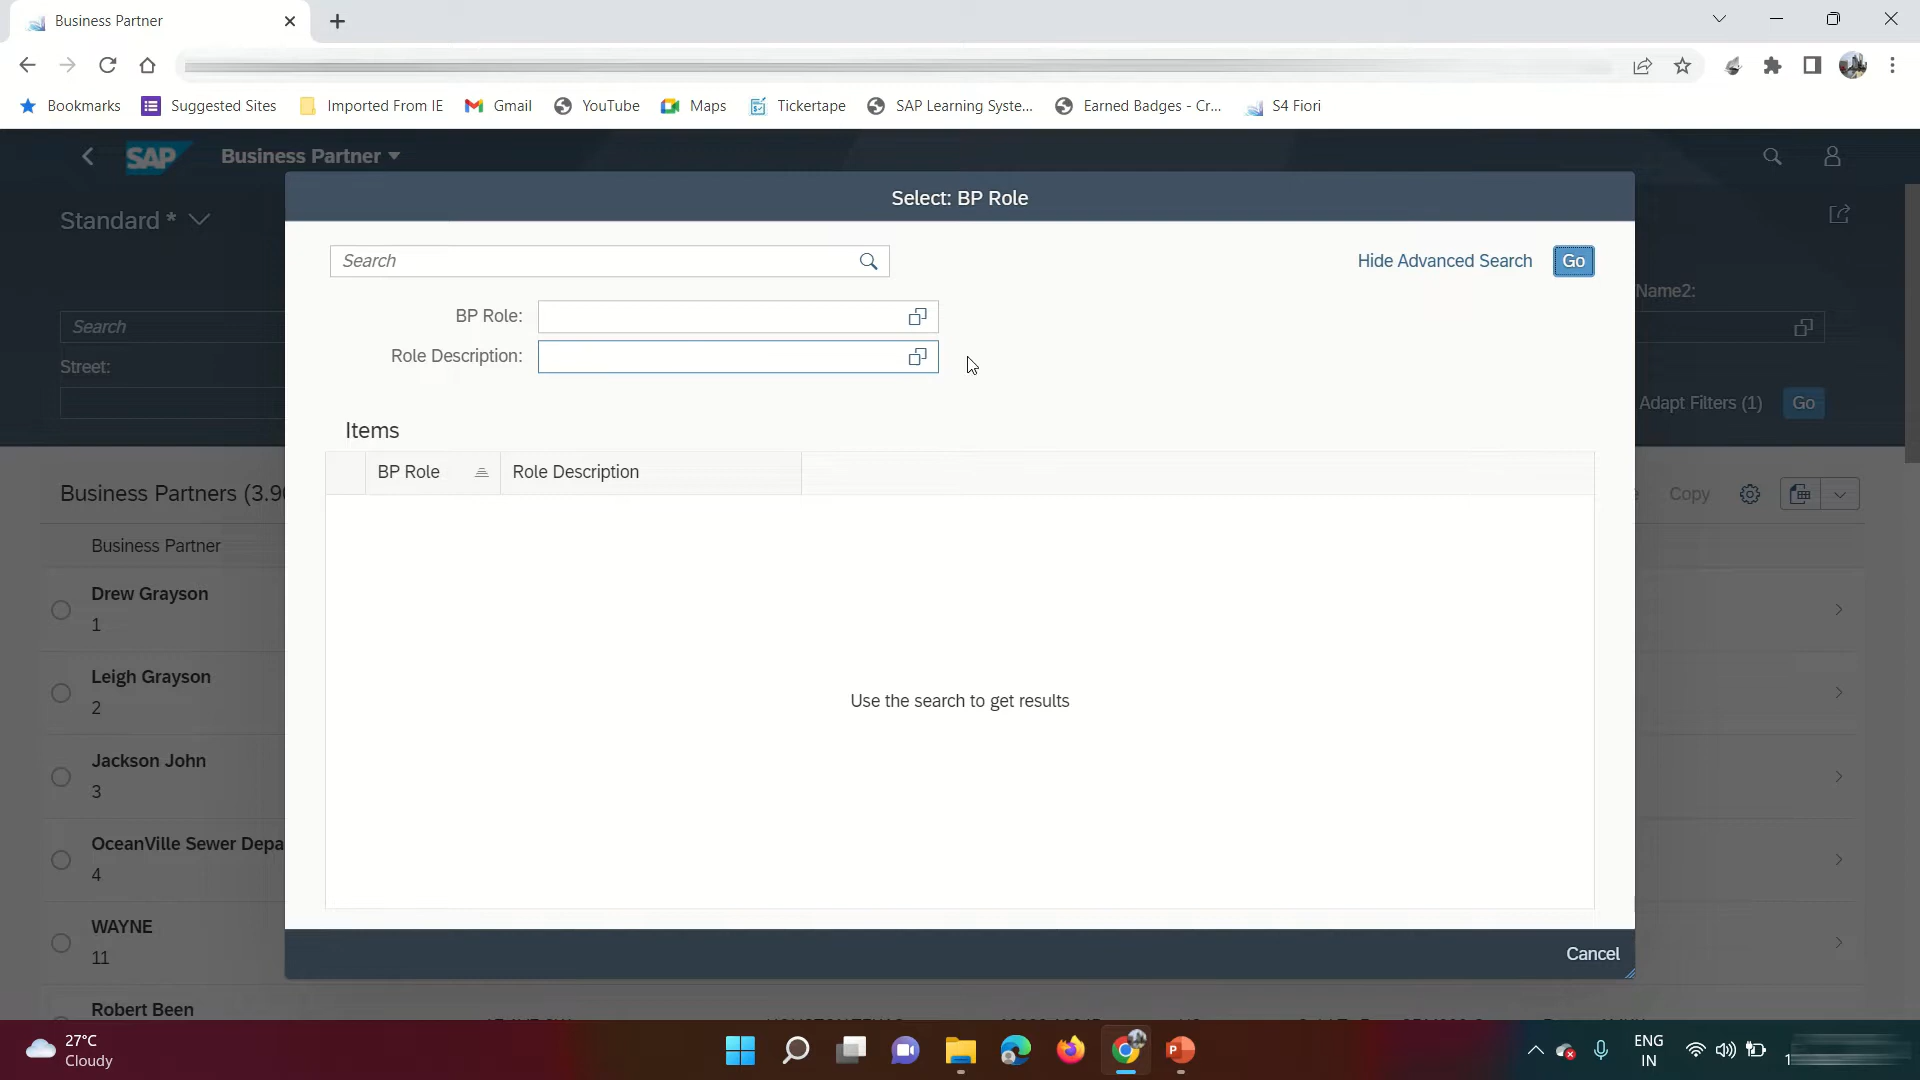 Business Partner
Bookmarks Suggested Sites Imported From IE Gmail YouTube Maps Tickertape SAP Learning Syste... Earned Badges - Cr... S4 Fiori
SAP Business Partner
Standard *
Select: BP Role
Search
Hide Advanced Search Go
Name2:
BP Role:
Search
Role Description:
Street:
Adapt Filters (1) Go
Items
BP Role Role Description
Business Partners (3.9
Copy
Business Partner
Drew Grayson
1
Leigh Grayson
2
Use the search to get results
Jackson John
3
OceanVille Sewer Depa
4
WAYNE
11
Cancel
Robert Been
27°C
Cloudy
ENG
IN